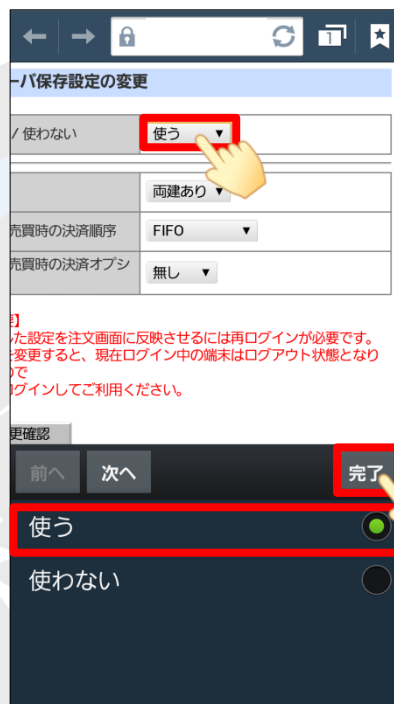 1
ーバ保存設定の変更
/ 使わない
使う ▼
両建あり ▼
売買時の決済順序
FIFO ▼
売買時の決済オプシ
無し ▼
】
た設定を注文画面に反映させるには再ログインが必要です。
変更すると、現在ログイン中の端末はログアウト状態となり
ので
グインしてご利用ください。
更確認
前へ
次へ
完了
使う
使わない